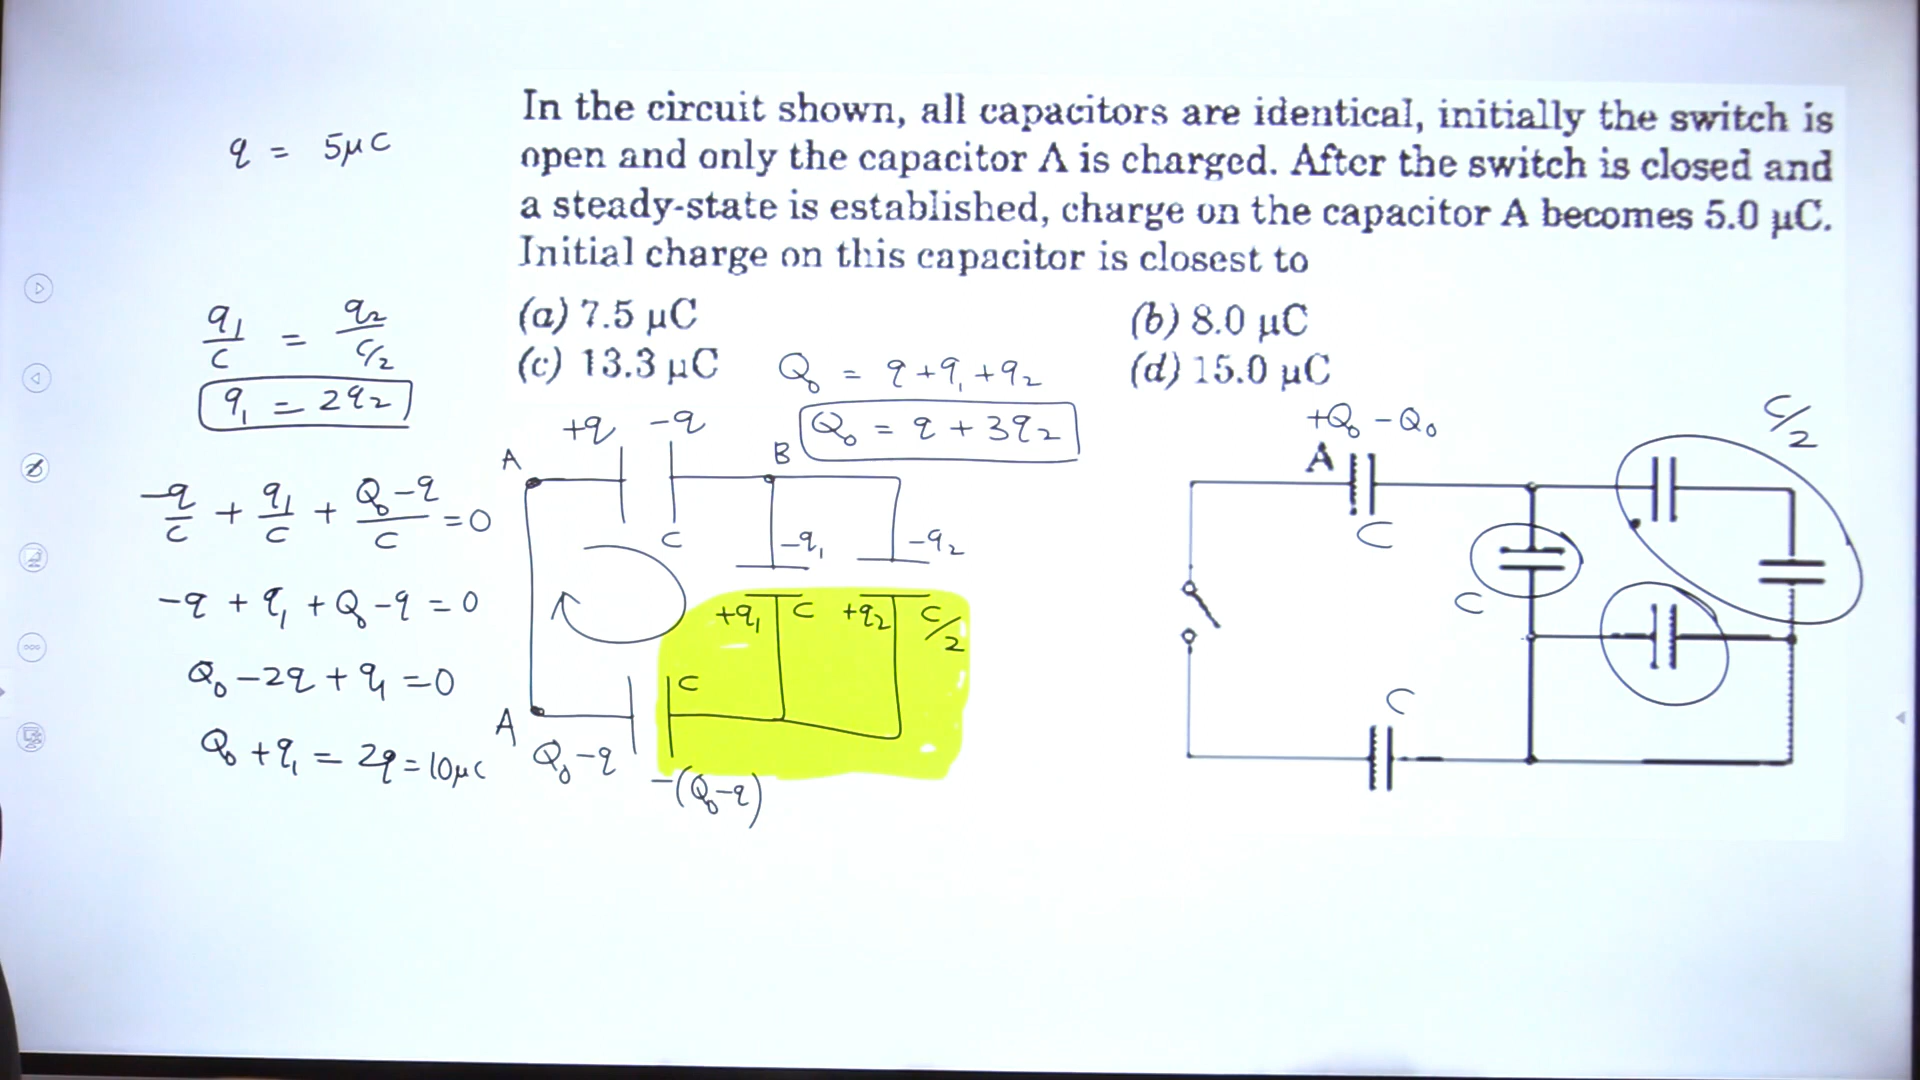 In the circuit shown, all capacitors are identical, initially the switch is
open and only the capacitor A is charged. After the switch is closed and
a steady-state is established, charge on the capacitor A becomes 5.0 μC.
Initial charge on this capacitor is closest to
(a) 7.5 μC
(b) 8.0 μC
(c) 13.3 μC
(d) 15.0 μC
q = 5μC
q₁/C = q₂/C/2
q₁ = 2q₂
-q/C + q₁/C + Q₀-q/C = 0
-q + q₁ + Q₀ - q = 0
Q₀ - 2q + q₁ = 0
Q₀ + q₁ = 2q = 10μC
Q₀ = q + q₁ + q₂
Q₀ = q + 3q₂
+q -q
A
B
C
-q₁
-q₂
+q₁ C +q₂ C/2
C
A
Q₀-q
-(Q₀-q)
+Q₀ -Q₀
C/2
A
C
C
C